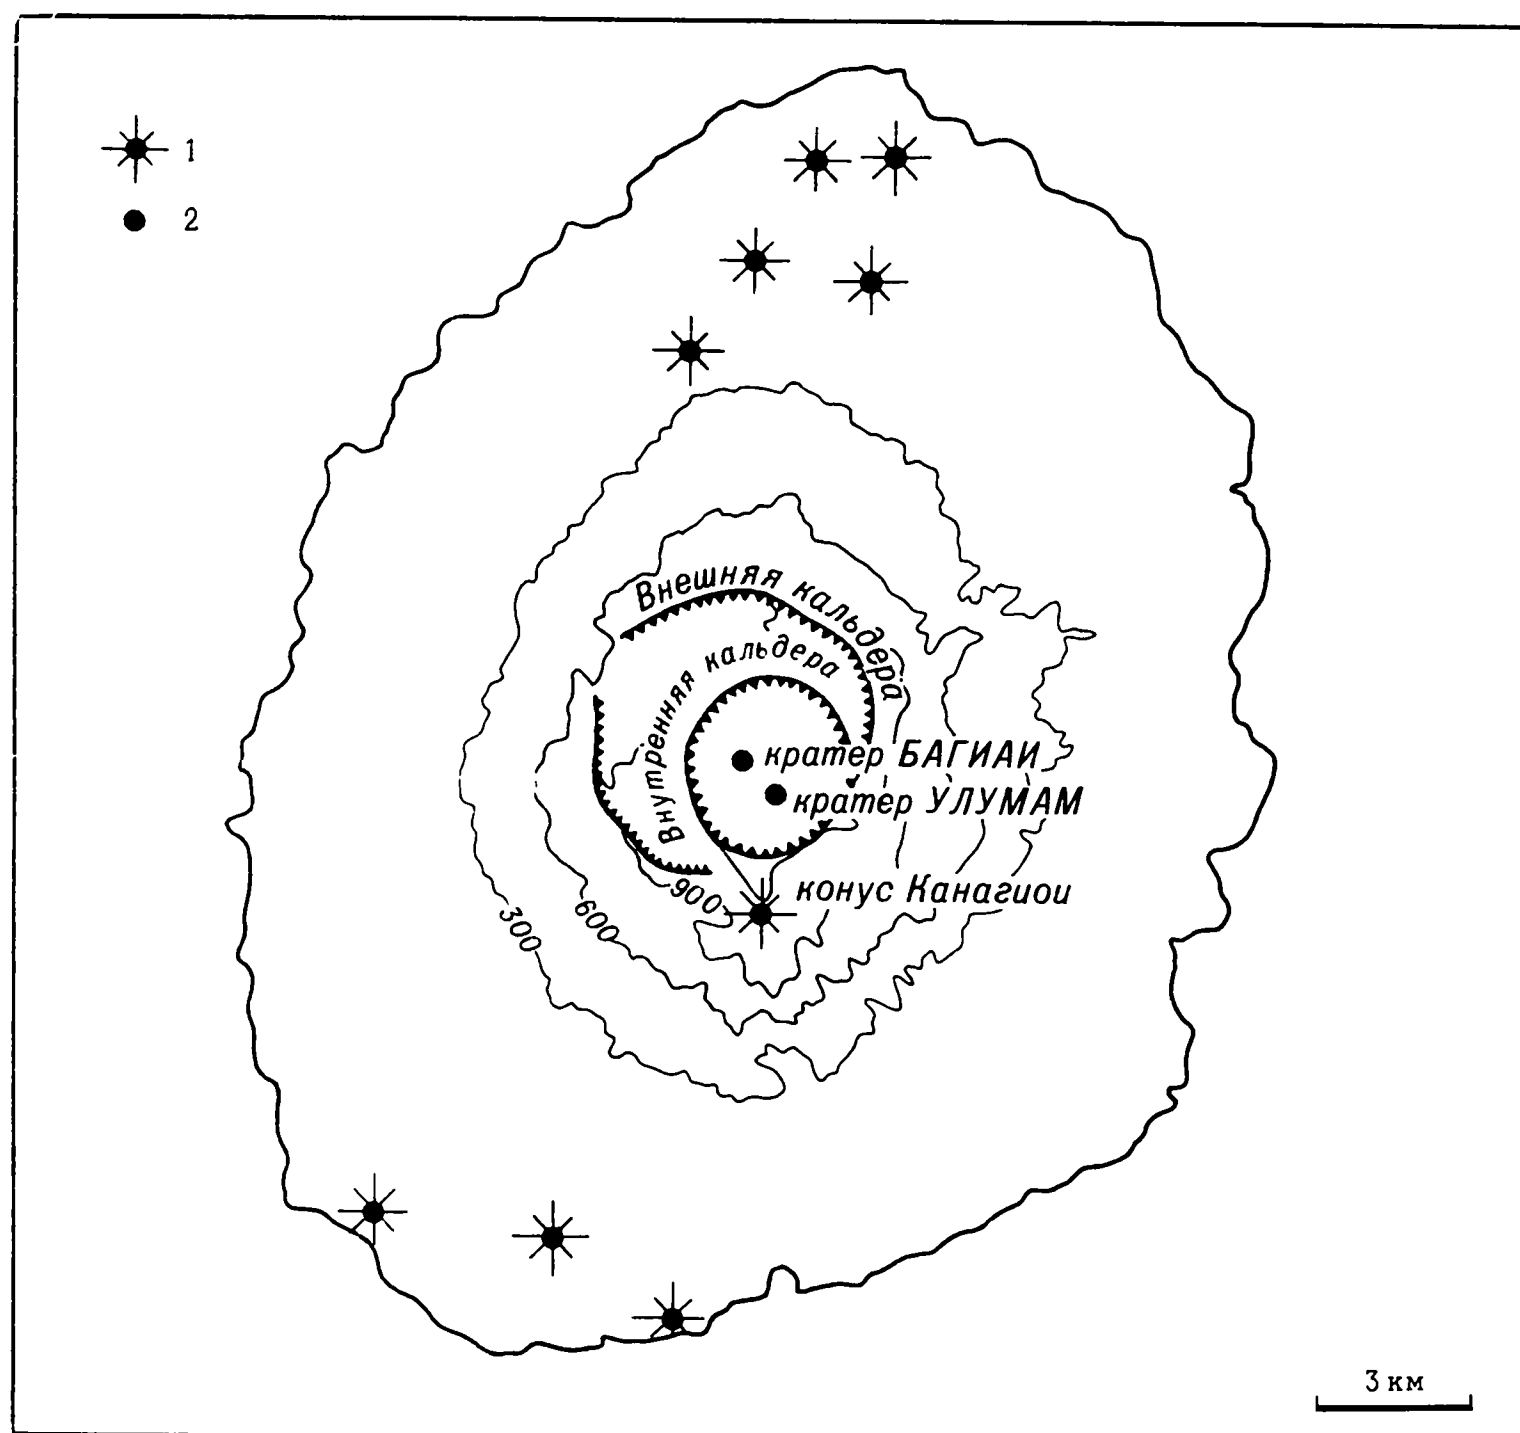 1
2
Внешняя кальдера
Внутренняя кальдера
кратер БАГИАИ
кратер УЛУМАМ
конус Канагиои
900
600
300
3 км